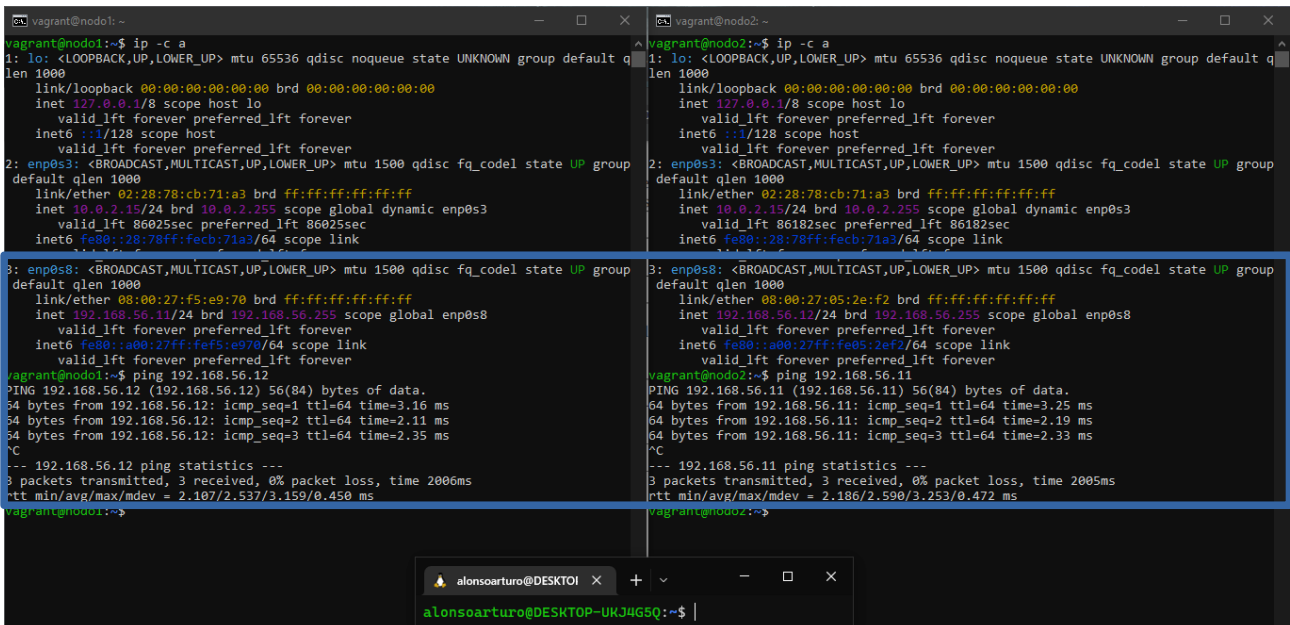 vagrant@nodo1: ~
vagrant@nodo1:~$ ip -c a
1: lo: <LOOPBACK,UP,LOWER_UP> mtu 65536 qdisc noqueue state UNKNOWN group default q
len 1000
link/loopback 00:00:00:00:00:00 brd 00:00:00:00:00:00
inet 127.0.0.1/8 scope host lo
valid_lft forever preferred_lft forever
inet6 ::1/128 scope host
valid_lft forever preferred_lft forever
2: enp0s3: <BROADCAST,MULTICAST,UP,LOWER_UP> mtu 1500 qdisc fq_codel state UP group
default qlen 1000
link/ether 02:28:78:cb:71:a3 brd ff:ff:ff:ff:ff:ff
inet 10.0.2.15/24 brd 10.0.2.255 scope global dynamic enp0s3
valid_lft 86025sec preferred_lft 86025sec
inet6 fe80::28:78ff:fecb:71a3/64 scope link
3: enp0s8: <BROADCAST,MULTICAST,UP,LOWER_UP> mtu 1500 qdisc fq_codel state UP group
default qlen 1000
link/ether 08:00:27:f5:e9:70 brd ff:ff:ff:ff:ff:ff
inet 192.168.56.11/24 brd 192.168.56.255 scope global enp0s8
valid_lft forever preferred_lft forever
inet6 fe80::a00:27ff:fef5:e970/64 scope link
valid_lft forever preferred_lft forever
vagrant@nodo1:~$ ping 192.168.56.12
PING 192.168.56.12 (192.168.56.12) 56(84) bytes of data.
64 bytes from 192.168.56.12: icmp_seq=1 ttl=64 time=3.16 ms
64 bytes from 192.168.56.12: icmp_seq=2 ttl=64 time=2.11 ms
64 bytes from 192.168.56.12: icmp_seq=3 ttl=64 time=2.35 ms
^C
--- 192.168.56.12 ping statistics ---
3 packets transmitted, 3 received, 0% packet loss, time 2006ms
rtt min/avg/max/mdev = 2.107/2.537/3.159/0.450 ms
vagrant@nodo1:~$
vagrant@nodo2: ~
vagrant@nodo2:~$ ip -c a
1: lo: <LOOPBACK,UP,LOWER_UP> mtu 65536 qdisc noqueue state UNKNOWN group default q
len 1000
link/loopback 00:00:00:00:00:00 brd 00:00:00:00:00:00
inet 127.0.0.1/8 scope host lo
valid_lft forever preferred_lft forever
inet6 ::1/128 scope host
valid_lft forever preferred_lft forever
2: enp0s3: <BROADCAST,MULTICAST,UP,LOWER_UP> mtu 1500 qdisc fq_codel state UP group
default qlen 1000
link/ether 02:28:78:cb:71:a3 brd ff:ff:ff:ff:ff:ff
inet 10.0.2.15/24 brd 10.0.2.255 scope global dynamic enp0s3
valid_lft 86182sec preferred_lft 86182sec
inet6 fe80::28:78ff:fecb:71a3/64 scope link
3: enp0s8: <BROADCAST,MULTICAST,UP,LOWER_UP> mtu 1500 qdisc fq_codel state UP group
default qlen 1000
link/ether 08:00:27:05:2e:f2 brd ff:ff:ff:ff:ff:ff
inet 192.168.56.12/24 brd 192.168.56.255 scope global enp0s8
valid_lft forever preferred_lft forever
inet6 fe80::a00:27ff:fe05:2ef2/64 scope link
valid_lft forever preferred_lft forever
vagrant@nodo2:~$ ping 192.168.56.11
PING 192.168.56.11 (192.168.56.11) 56(84) bytes of data.
64 bytes from 192.168.56.11: icmp_seq=1 ttl=64 time=3.25 ms
64 bytes from 192.168.56.11: icmp_seq=2 ttl=64 time=2.19 ms
64 bytes from 192.168.56.11: icmp_seq=3 ttl=64 time=2.33 ms
^C
--- 192.168.56.11 ping statistics ---
3 packets transmitted, 3 received, 0% packet loss, time 2005ms
rtt min/avg/max/mdev = 2.186/2.590/3.253/0.472 ms
vagrant@nodo2:~$
alonsoarturo@DESKTOI
alonsoarturo@DESKTOP-UKJ4G5Q:~$